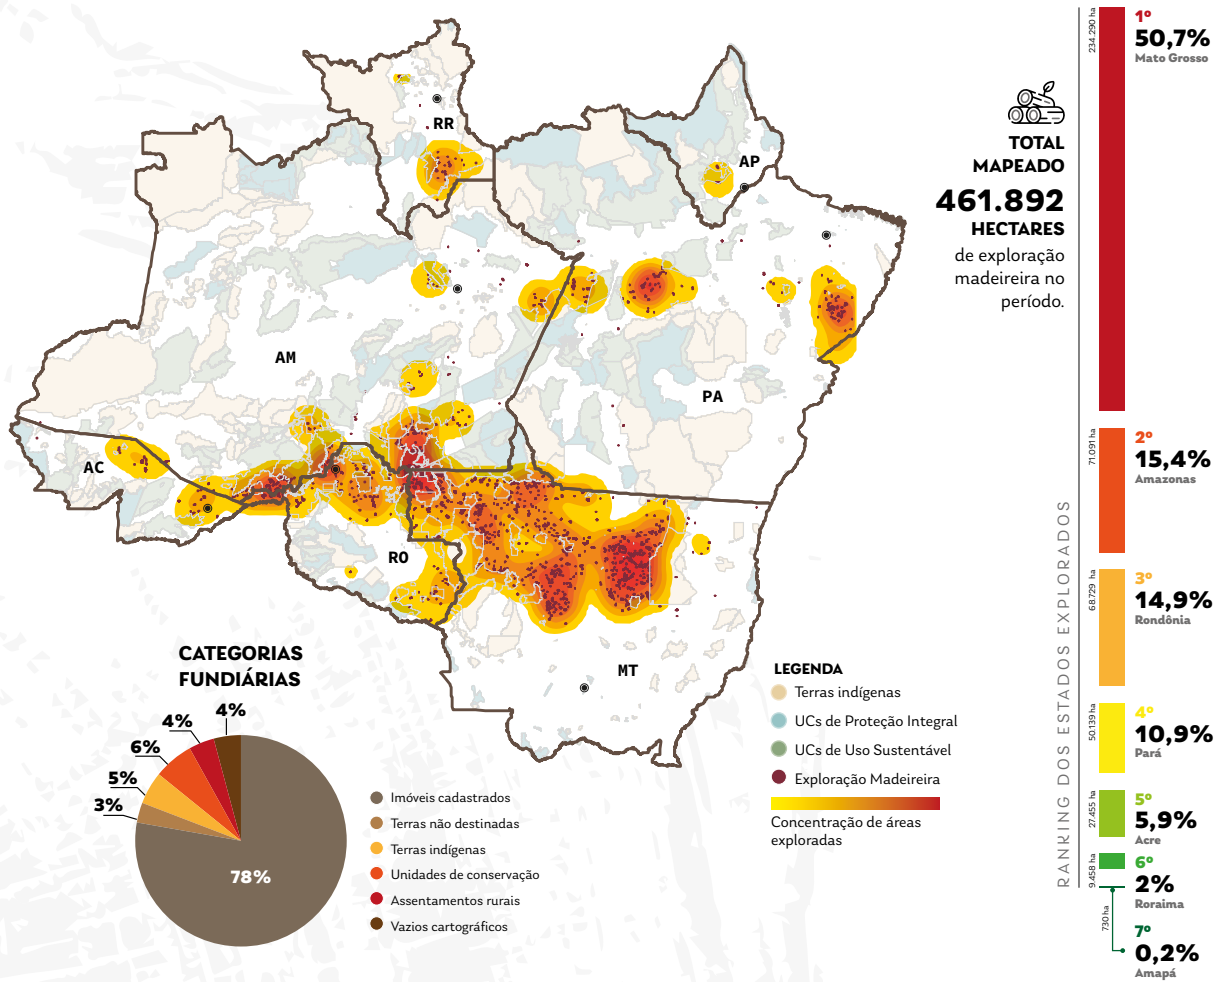 RR
AP
AM
PA
AC
RO
MT
TOTAL
MAPEADO
461.892
HECTARES
de exploração
madeireira no
período.
RANKING DOS ESTADOS EXPLORADOS
234.290 ha
1º
50,7%
Mato Grosso
71.091 ha
2º
15,4%
Amazonas
68.729 ha
3º
14,9%
Rondônia
50.139 ha
4º
10,9%
Pará
27.455 ha
5º
5,9%
Acre
9.458 ha
6º
2%
Roraima
730 ha
7º
0,2%
Amapá
CATEGORIAS
FUNDIÁRIAS
4%
4%
6%
5%
3%
78%
Imóveis cadastrados
Terras não destinadas
Terras indígenas
Unidades de conservação
Assentamentos rurais
Vazios cartográficos
LEGENDA
Terras indígenas
UCs de Proteção Integral
UCs de Uso Sustentável
Exploração Madeireira
Concentração de áreas
exploradas